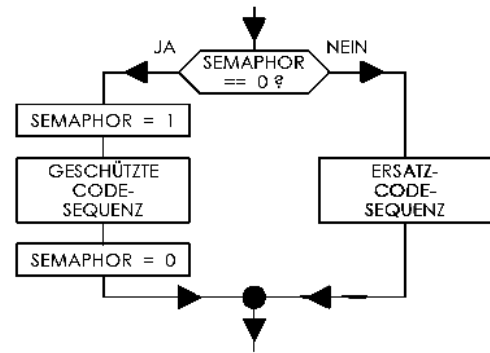 JA
SEMAPHOR
== 0 ?
NEIN
SEMAPHOR = 1
GESCHÜTZTE
CODE-
SEQUENZ
SEMAPHOR = 0
ERSATZ-
CODE-
SEQUENZ